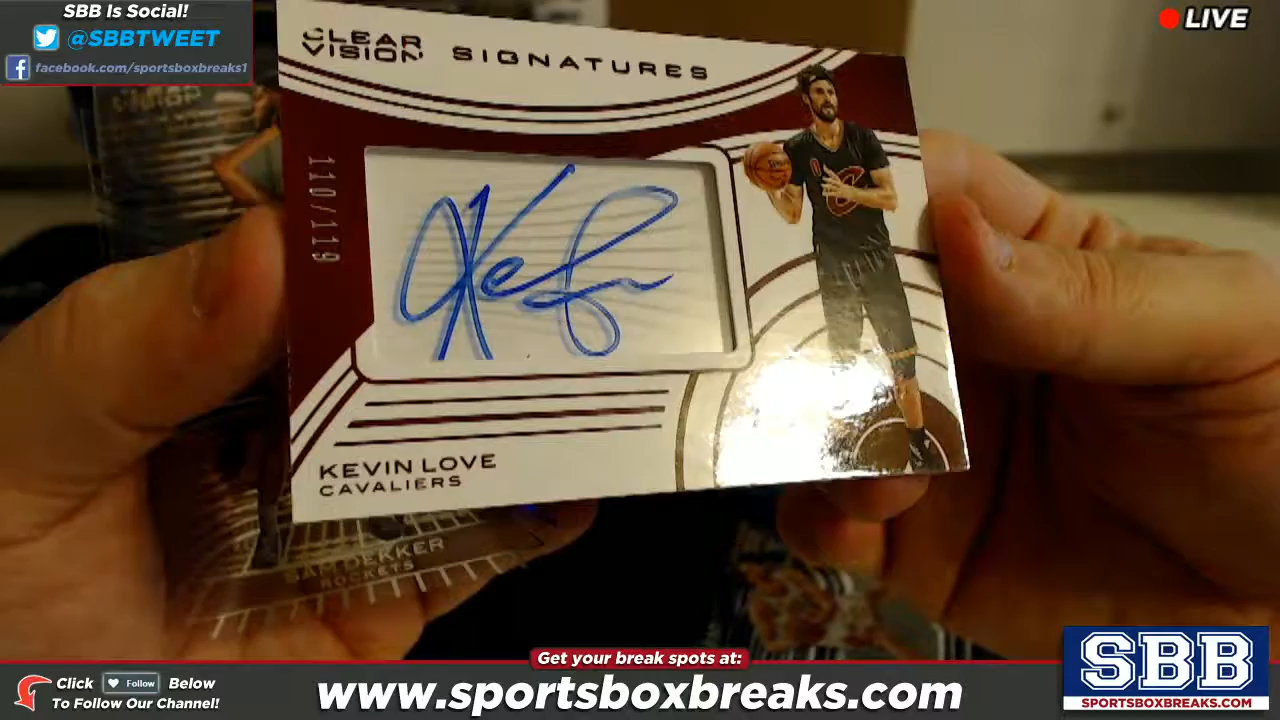 SBB Is Social!
@SBBTWEET
facebook.com/sportsboxbreaks1
LIVE
CLEAR VISION SIGNATURES
110/119
KEVIN LOVE
CAVALIERS
SAM DEKKER
ROCKETS
Get your break spots at:
Click Follow Below
To Follow Our Channel!
www.sportsboxbreaks.com
SBB
SPORTSBOXBREAKS.COM